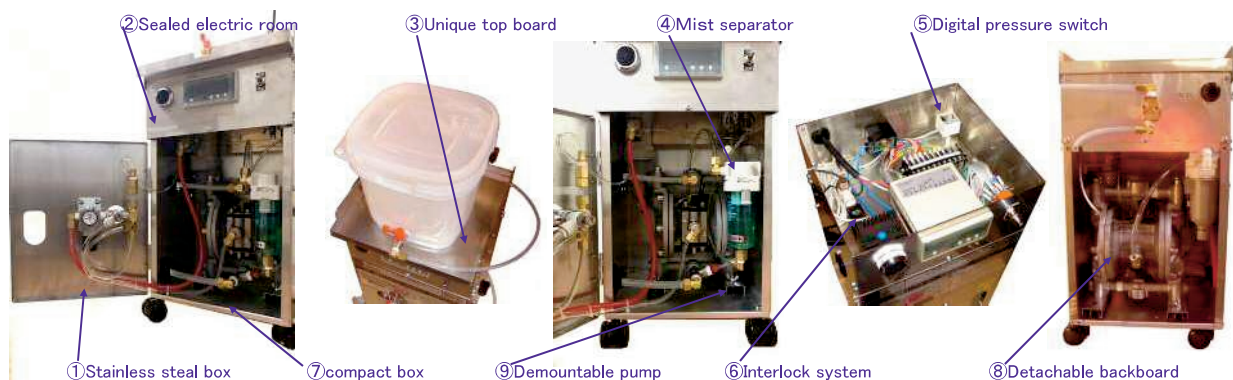 ②Sealed electric room
③Unique top board
④Mist separator
⑤Digital pressure switch
①Stainless steal box
⑦compact box
⑨Demountable pump
⑥Interlock system
⑧Detachable backboard